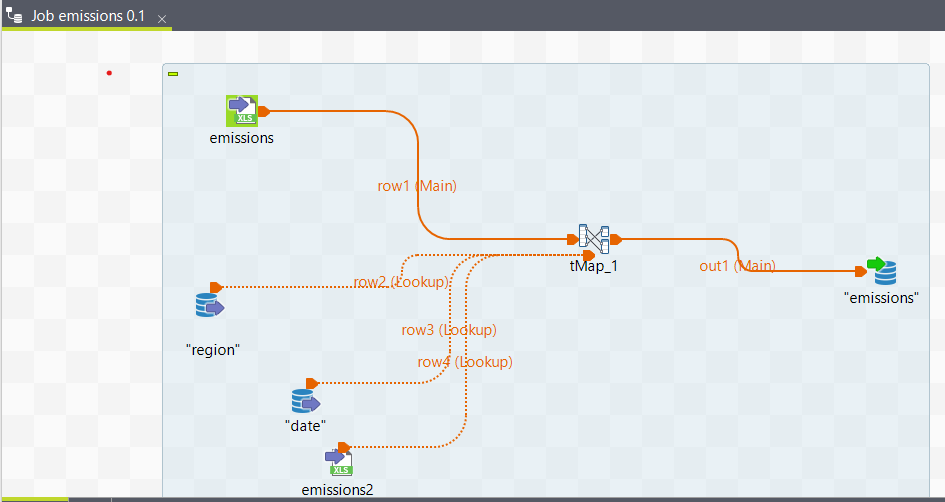 Job emissions 0.1
XLS
emissions
row1 (Main)
tMap_1
out1 (Main)
"emissions"
row2 (Lookup)
"region"
row3 (Lookup)
row4 (Lookup)
"date"
XLS
emissions2